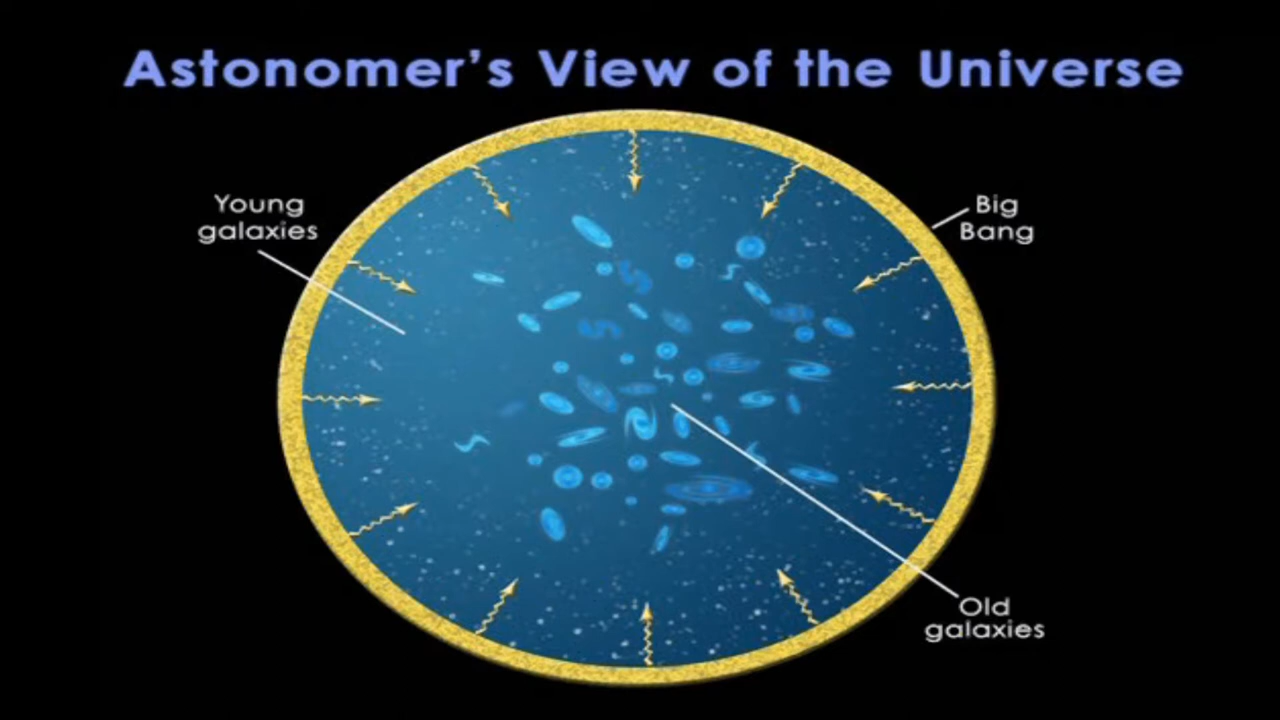 Astonomer's View of the Universe
Young
galaxies
Big
Bang
Old
galaxies